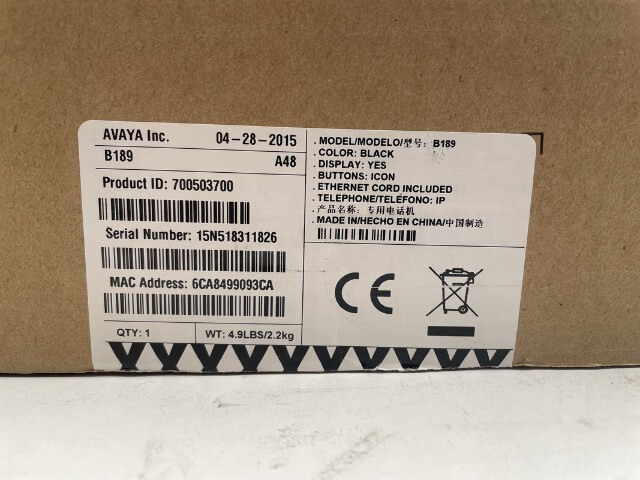 AVAYA Inc. 04-28-2015
B189 A48
Product ID: 700503700
Serial Number: 15N518311826
MAC Address: 6CA8499093CA
QTY: 1 WT: 4.9LBS/2.2kg
. MODEL/MODELO/型号: B189
. COLOR: BLACK
. DISPLAY: YES
. BUTTONS: ICON
. ETHERNET CORD INCLUDED
. TELEPHONE/TELÉFONO: IP
. 产品名称: 专用电话机
. MADE IN/HECHO EN CHINA/中国制造
CE